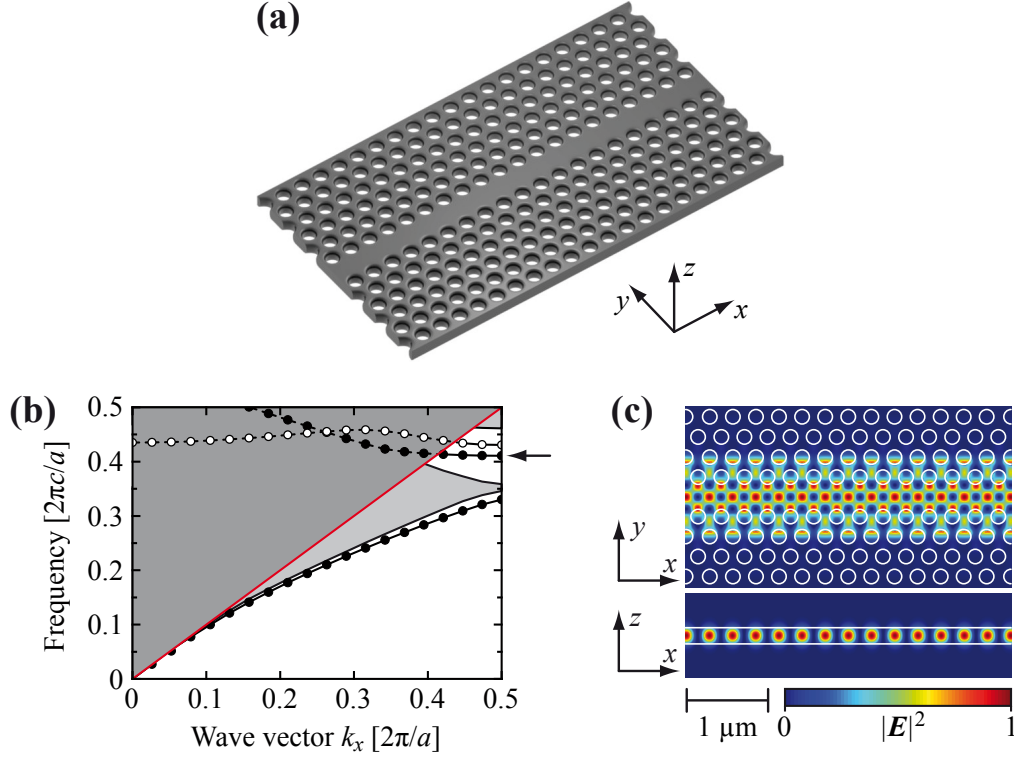 (a)
z
y
x
(b)
0.5
0.4
0.3
0.2
0.1
0
Frequency [2πc/a]
0 0.1 0.2 0.3 0.4 0.5
Wave vector kₓ [2π/a]
(c)
y
x
z
x
1 μm
0 |E|² 1